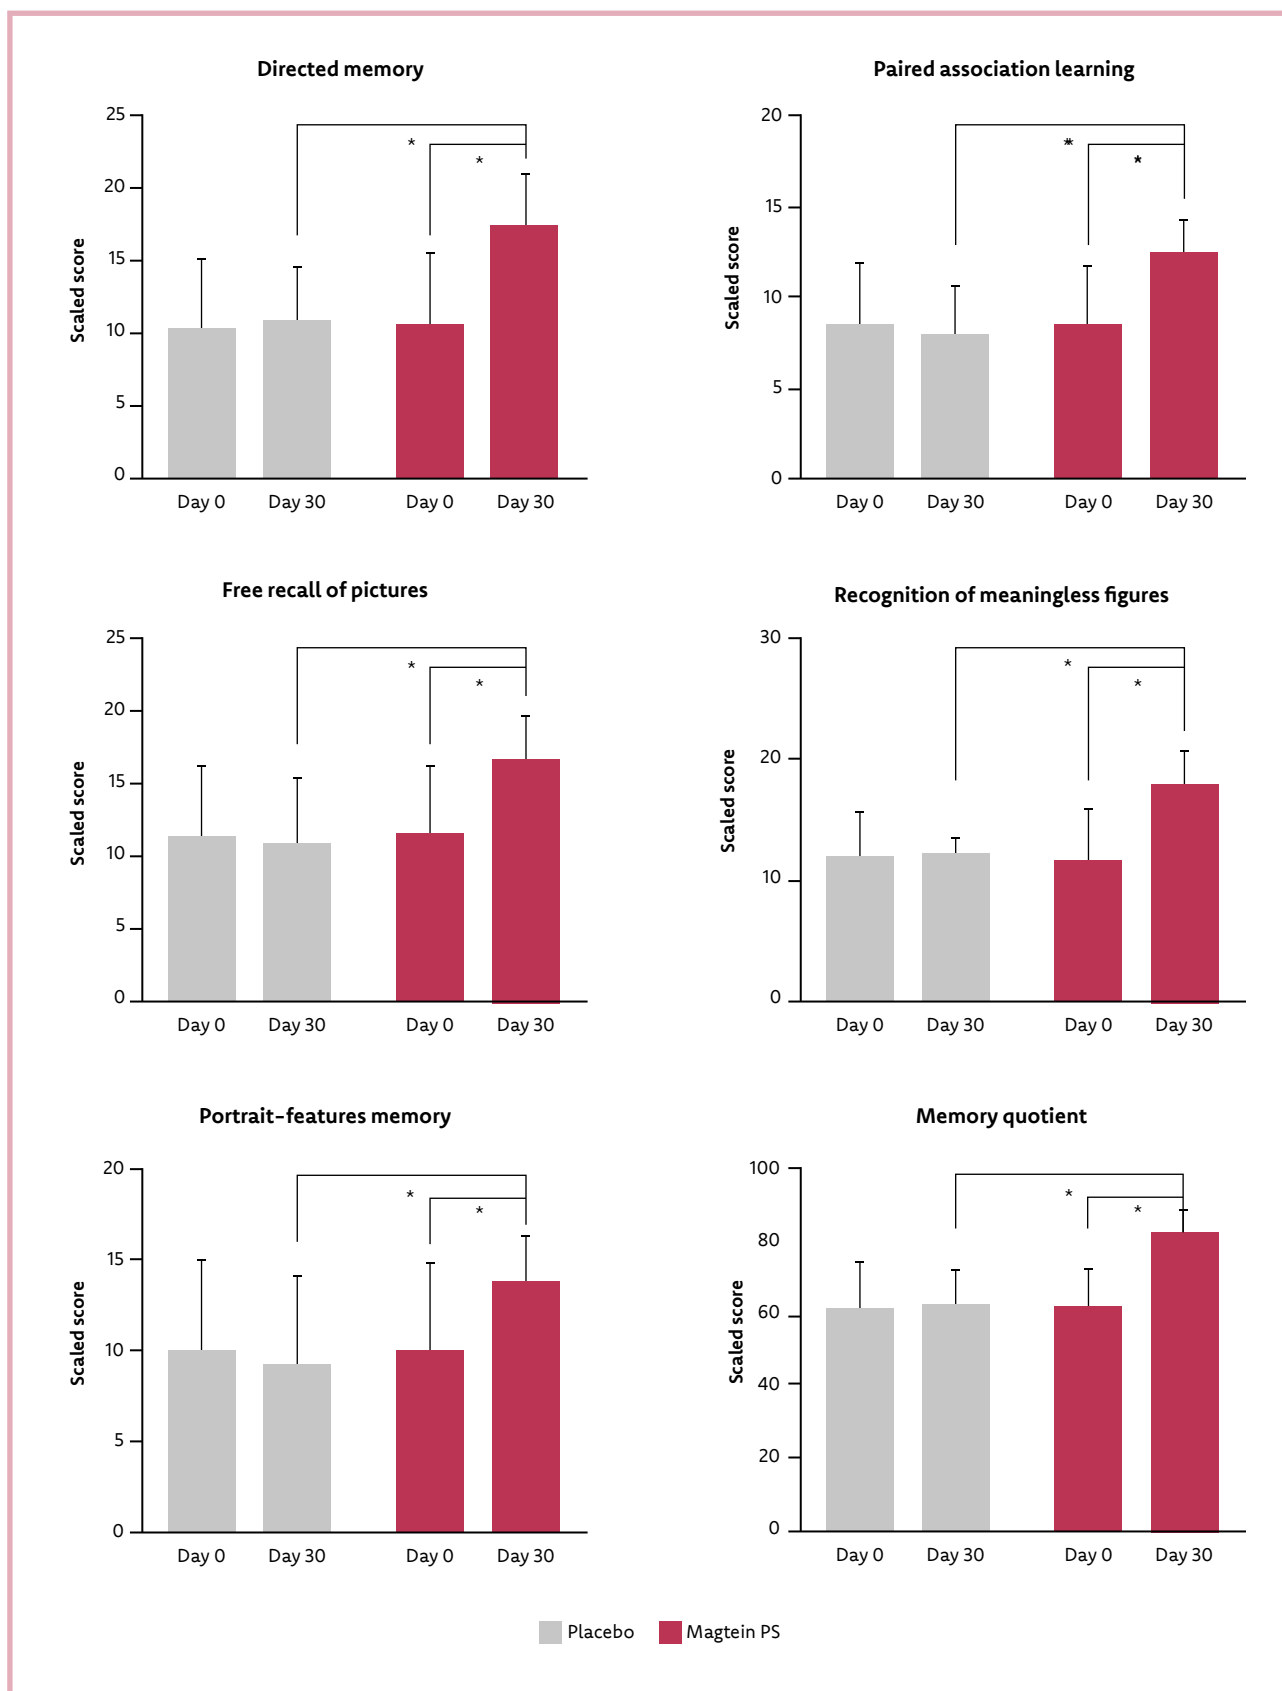 Directed memory
25
20
15
10
5
0
Scaled score
* *
Day 0 Day 30 Day 0 Day 30
Paired association learning
20
15
10
5
0
Scaled score
** **
Day 0 Day 30 Day 0 Day 30
Free recall of pictures
25
20
15
10
5
0
Scaled score
* *
Day 0 Day 30 Day 0 Day 30
Recognition of meaningless figures
30
20
10
0
Scaled score
* *
Day 0 Day 30 Day 0 Day 30
Portrait-features memory
20
15
10
5
0
Scaled score
* *
Day 0 Day 30 Day 0 Day 30
Memory quotient
100
80
60
40
20
0
Scaled score
* *
Day 0 Day 30 Day 0 Day 30
Placebo Magtein PS